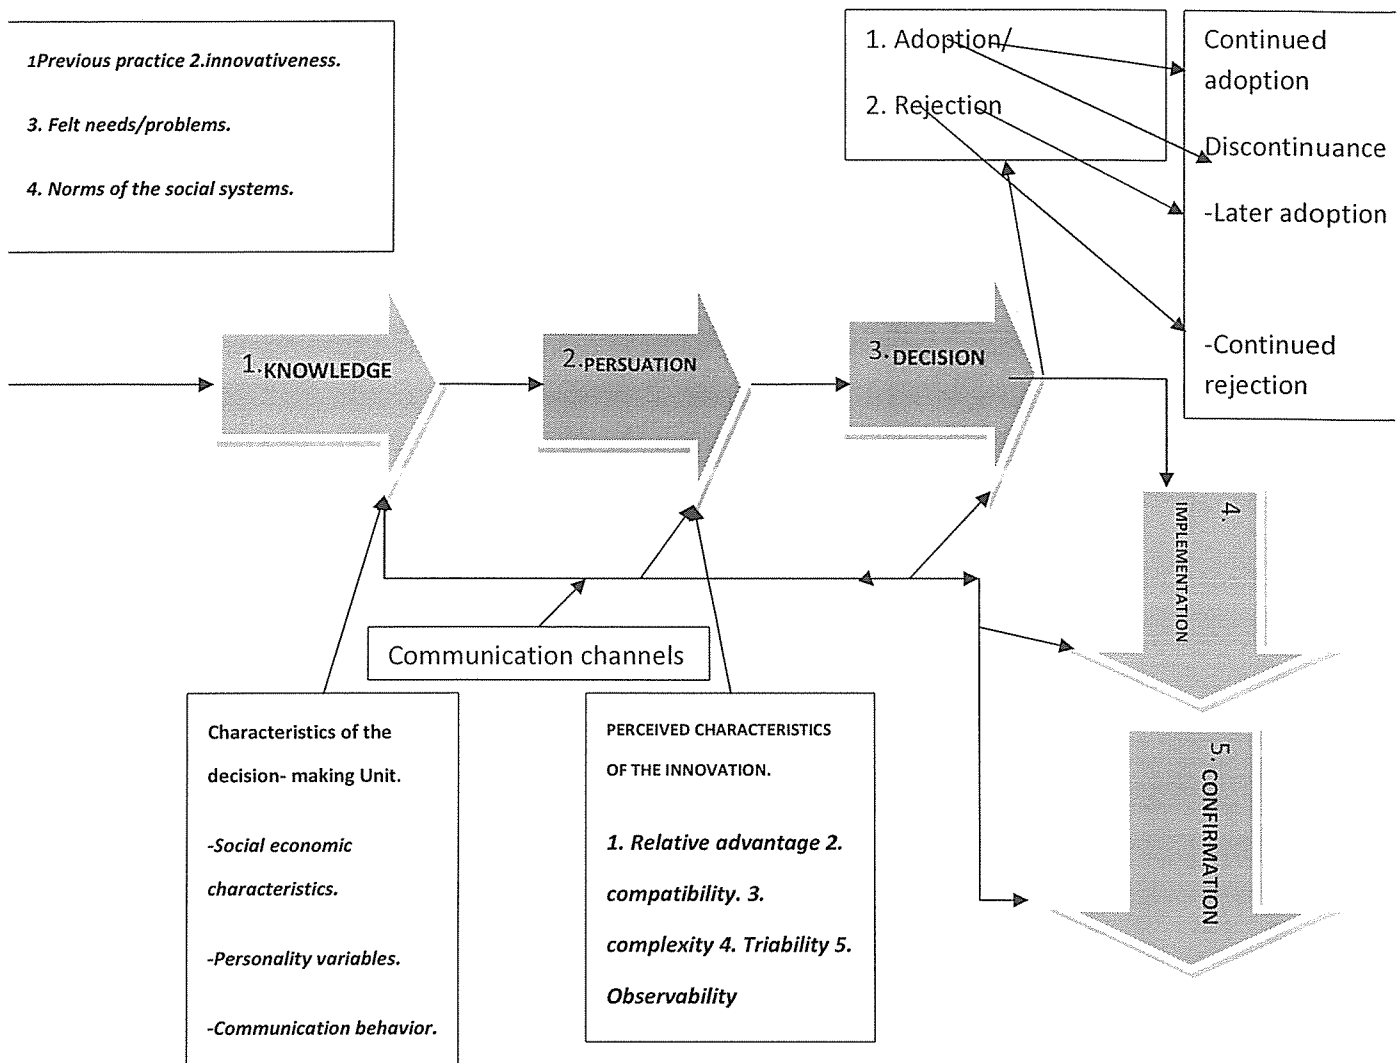 1Previous practice 2.innovativeness.
3. Felt needs/problems.
4. Norms of the social systems.
1. Adoption/
2. Rejection
Continued
adoption
Discontinuance
-Later adoption
-Continued
rejection
1.KNOWLEDGE
2.PERSUATION
3.DECISION
4.
IMPLEMENTATION
5. CONFIRMATION
Communication channels
Characteristics of the
decision- making Unit.
-Social economic
characteristics.
-Personality variables.
-Communication behavior.
PERCEIVED CHARACTERISTICS
OF THE INNOVATION.
1. Relative advantage 2.
compatibility. 3.
complexity 4. Triability 5.
Observability